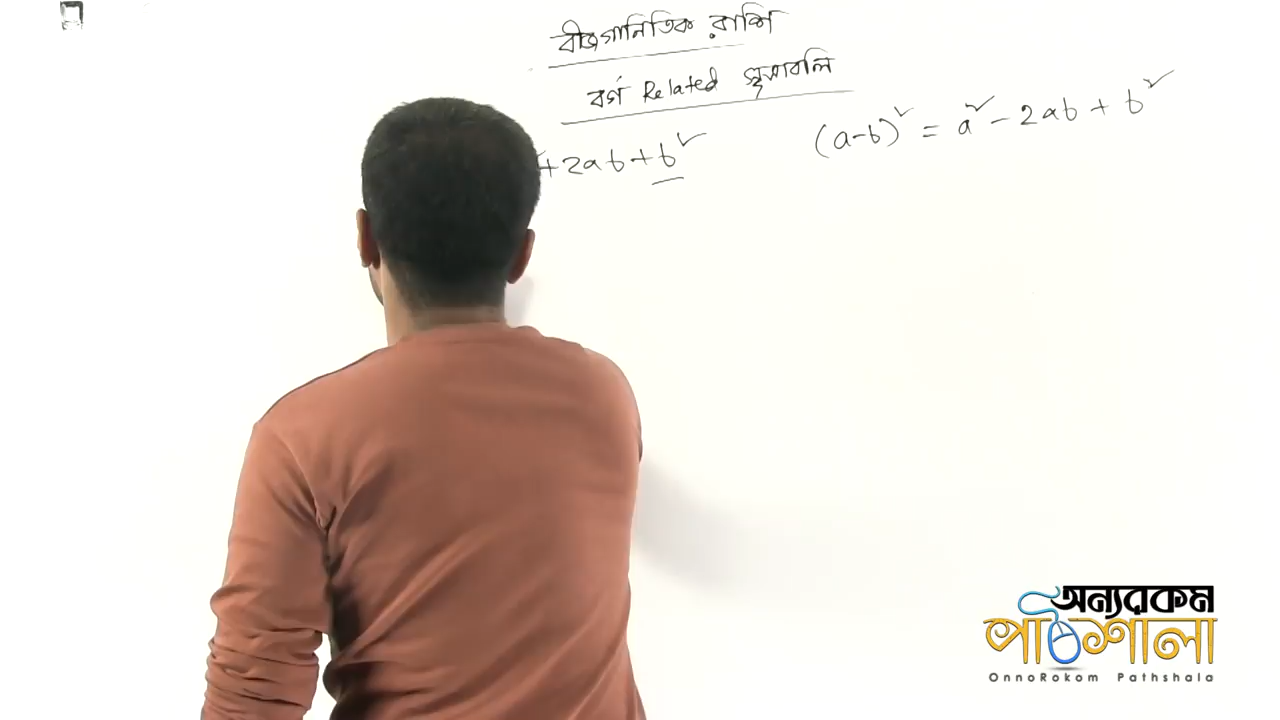 বীজগানিতিক রাশি
বর্গ Related সূত্রাবলি
+2ab+b²
(a-b)² = a² - 2ab + b²
অন্যরকম
পাঠশালা
OnnoRokom Pathshala